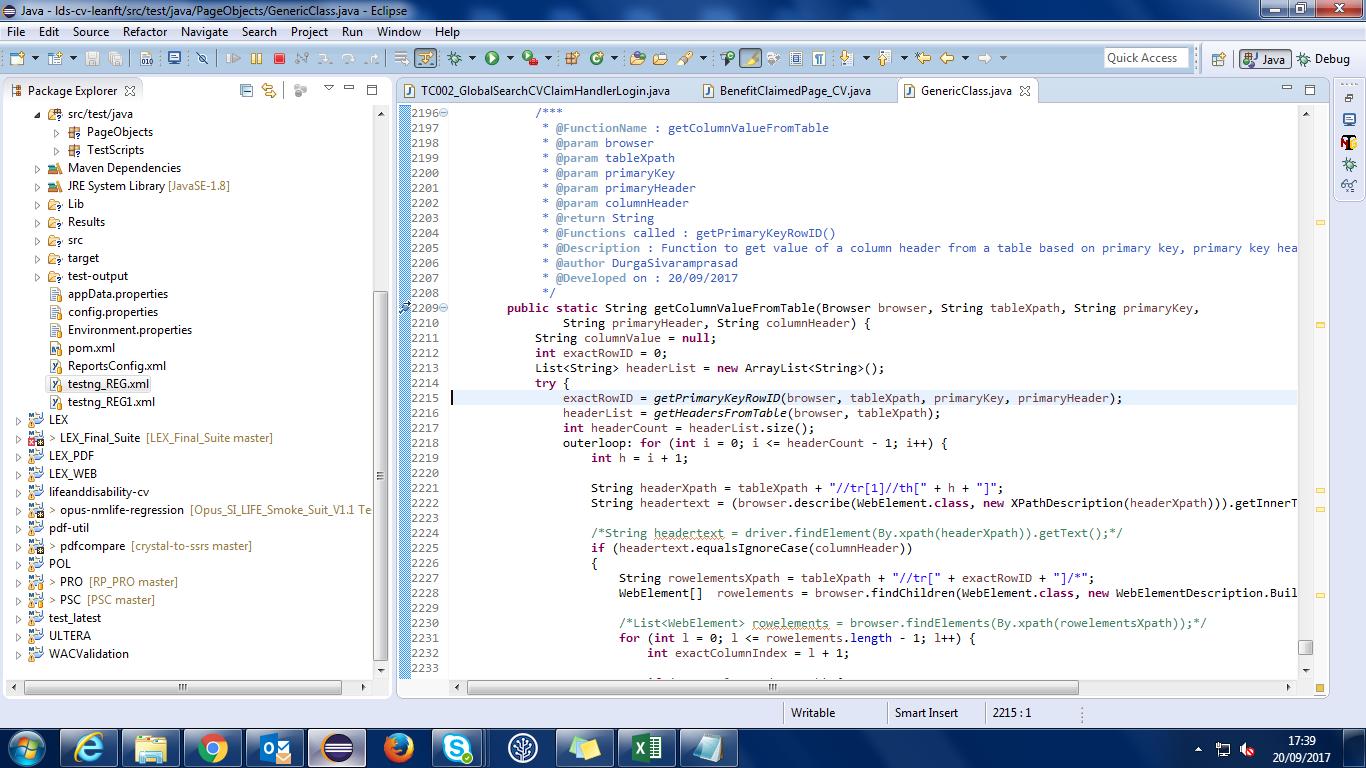 Java - lds-cv-leanft/src/test/java/PageObjects/GenericClass.java - Eclipse
File Edit Source Refactor Navigate Search Project Run Window Help
Quick Access
Java
Debug
Package Explorer
src/test/java
PageObjects
TestScripts
Maven Dependencies
JRE System Library [JavaSE-1.8]
Lib
Results
src
target
test-output
appData.properties
config.properties
Environment.properties
pom.xml
ReportsConfig.xml
testng_REG.xml
testng_REG1.xml
LEX
> LEX_Final_Suite [LEX_Final_Suite master]
LEX_PDF
LEX_WEB
lifeanddisability-cv
> opus-nmlife-regression [Opus_SI_LIFE_Smoke_Suit_V1.1 Te
pdf-util
> pdfcompare [crystal-to-ssrs master]
POL
> PRO [RP_PRO master]
> PSC [PSC master]
test_latest
ULTERA
WACValidation
TC002_GlobalSearchCVClaimHandlerLogin.java
BenefitClaimedPage_CV.java
GenericClass.java
2196 /***
2197 * @FunctionName : getColumnValueFromTable
2198 * @param browser
2199 * @param tableXpath
2200 * @param primaryKey
2201 * @param primaryHeader
2202 * @param columnHeader
2203 * @return String
2204 * @Functions called : getPrimaryKeyRowID()
2205 * @Description : Function to get value of a column header from a table based on primary key, primary key hea
2206 * @author DurgaSivaramprasad
2207 * @Developed on : 20/09/2017
2208 */
2209 public static String getColumnValueFromTable(Browser browser, String tableXpath, String primaryKey,
2210 String primaryHeader, String columnHeader) {
2211 String columnValue = null;
2212 int exactRowID = 0;
2213 List<String> headerList = new ArrayList<String>();
2214 try {
2215 exactRowID = getPrimaryKeyRowID(browser, tableXpath, primaryKey, primaryHeader);
2216 headerList = getHeadersFromTable(browser, tableXpath);
2217 int headerCount = headerList.size();
2218 outerloop: for (int i = 0; i <= headerCount - 1; i++) {
2219 int h = i + 1;
2220
2221 String headerXpath = tableXpath + "//tr[1]//th[" + h + "]";
2222 String headertext = (browser.describe(WebElement.class, new XPathDescription(headerXpath))).getInnerT
2223
2224 /*String headertext = driver.findElement(By.xpath(headerXpath)).getText();*/
2225 if (headertext.equalsIgnoreCase(columnHeader))
2226 {
2227 String rowelementsXpath = tableXpath + "//tr[" + exactRowID + "]/*";
2228 WebElement[] rowelements = browser.findChildren(WebElement.class, new WebElementDescription.Buil
2229
2230 /*List<WebElement> rowelements = browser.findElements(By.xpath(rowelementsXpath));*/
2231 for (int l = 0; l <= rowelements.length - 1; l++) {
2232 int exactColumnIndex = l + 1;
2233
Writable
Smart Insert
2215 : 1
17:39
20/09/2017